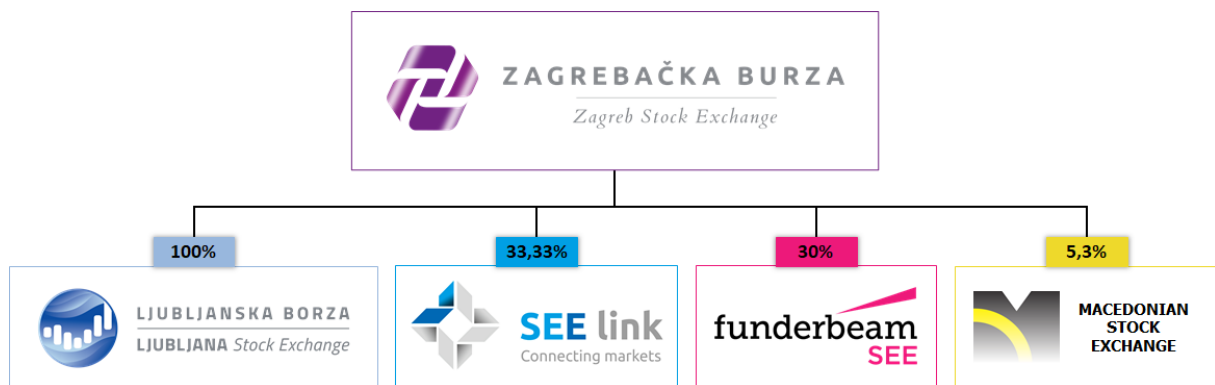 ZAGREBAČKA BURZA
Zagreb Stock Exchange
100%
33,33%
30%
5,3%
LJUBLJANSKA BORZA
LJUBLJANA Stock Exchange
SEE link
Connecting markets
funderbeam
SEE
MACEDONIAN
STOCK
EXCHANGE